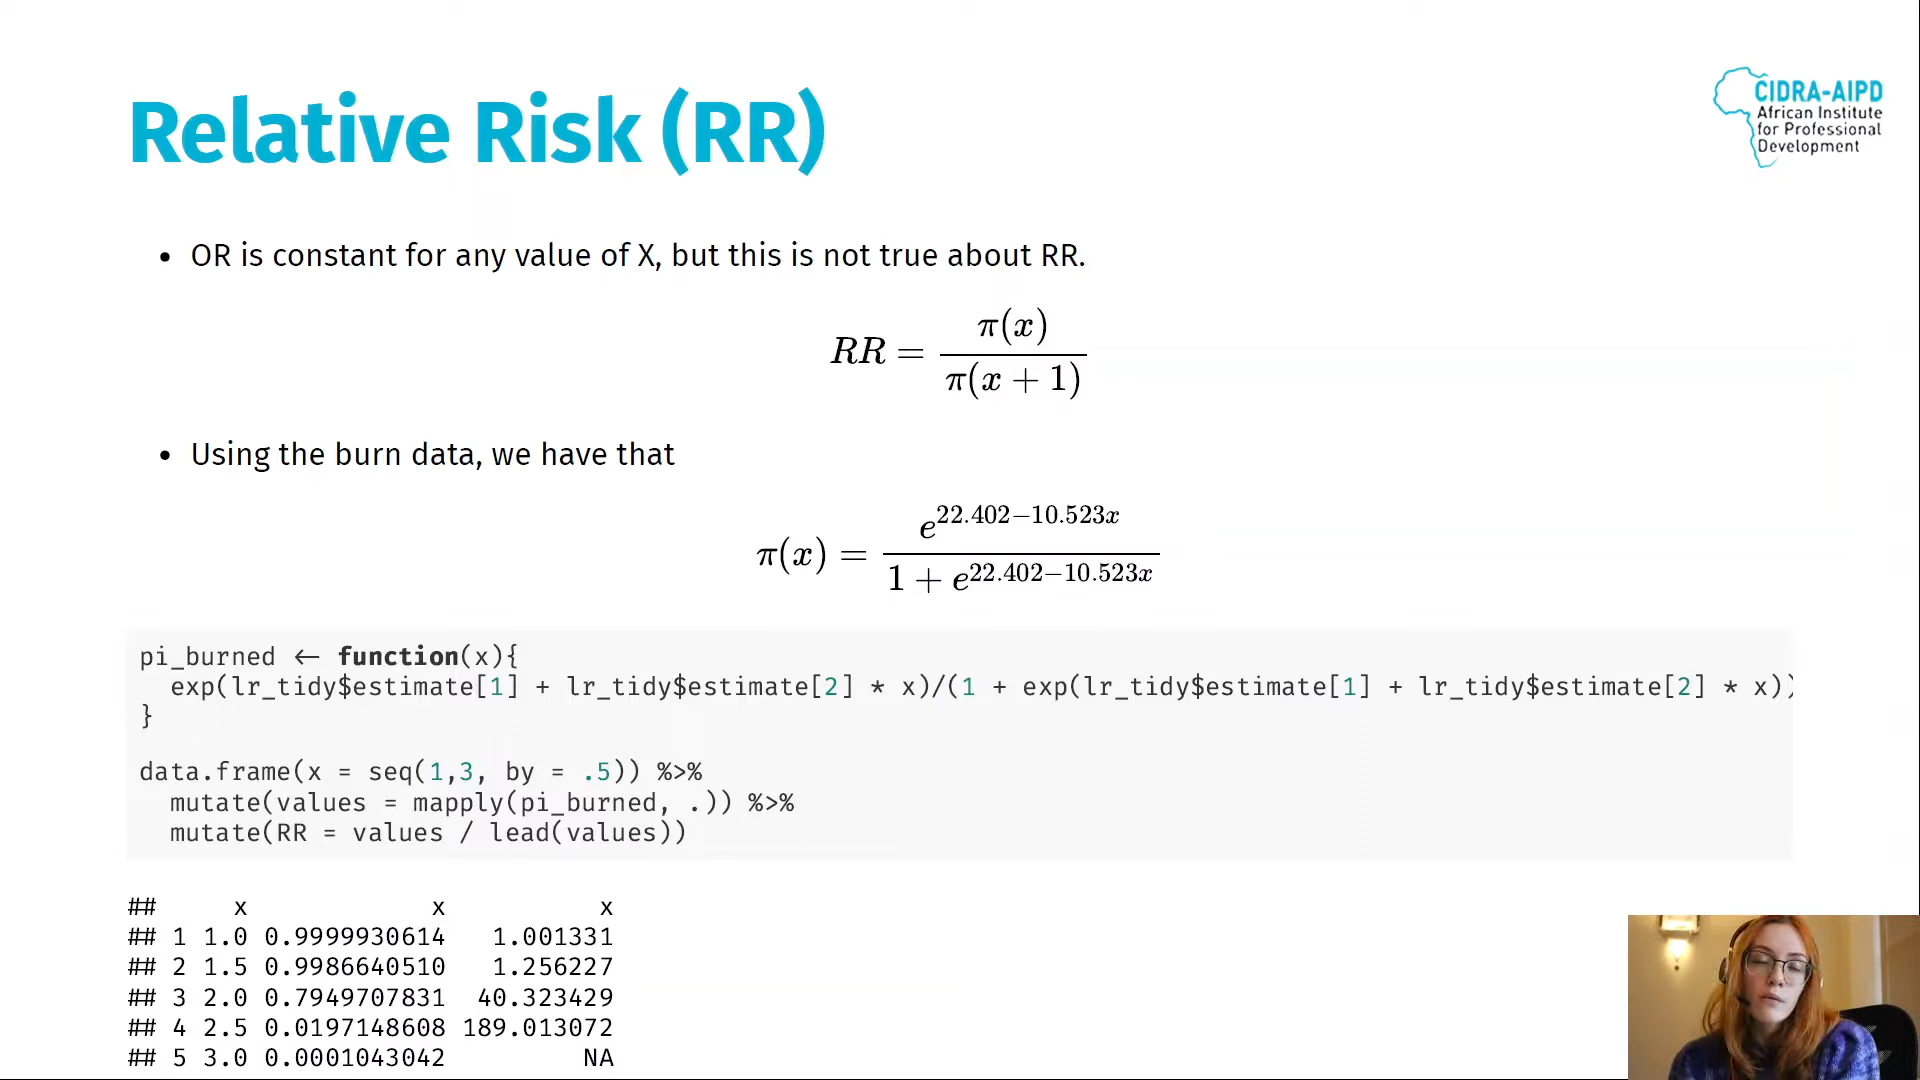 Relative Risk (RR)
CIDRA-AIPD
African Institute
for Professional
Development
• OR is constant for any value of X, but this is not true about RR.
RR = π(x) / π(x + 1)
• Using the burn data, we have that
π(x) = e^{22.402−10.523x} / 1 + e^{22.402−10.523x}
pi_burned <- function(x){
  exp(lr_tidy$estimate[1] + lr_tidy$estimate[2] * x)/(1 + exp(lr_tidy$estimate[1] + lr_tidy$estimate[2] * x))
}
data.frame(x = seq(1,3, by = .5)) %>%
  mutate(values = mapply(pi_burned, .)) %>%
  mutate(RR = values / lead(values))
##     x            x          x
## 1 1.0 0.9999930614   1.001331
## 2 1.5 0.9986640510   1.256227
## 3 2.0 0.7949707831  40.323429
## 4 2.5 0.0197148608 189.013072
## 5 3.0 0.0001043042         NA